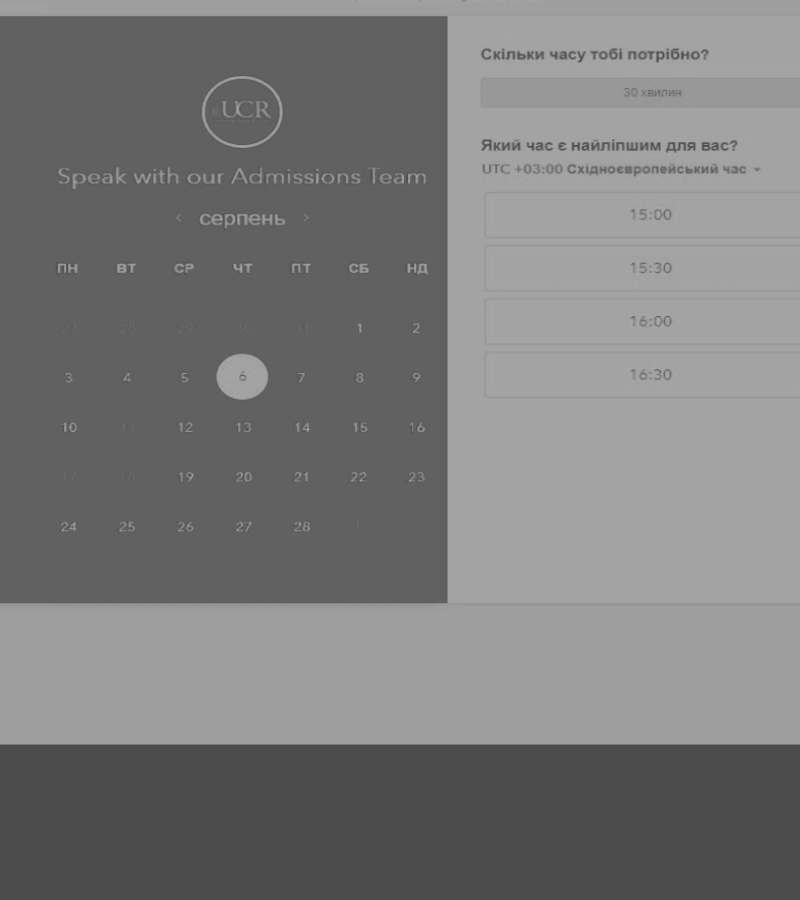 UCR
Speak with our Admissions Team
серпень
ПН ВТ СР ЧТ ПТ СБ НД
27 28 29 30 31 1 2
3 4 5 6 7 8 9
10 11 12 13 14 15 16
17 18 19 20 21 22 23
24 25 26 27 28 1 2
Скільки часу тобі потрібно?
30 хвилин
Який час є найліпшим для вас?
UTC +03:00 Східноєвропейський час
15:00
15:30
16:00
16:30